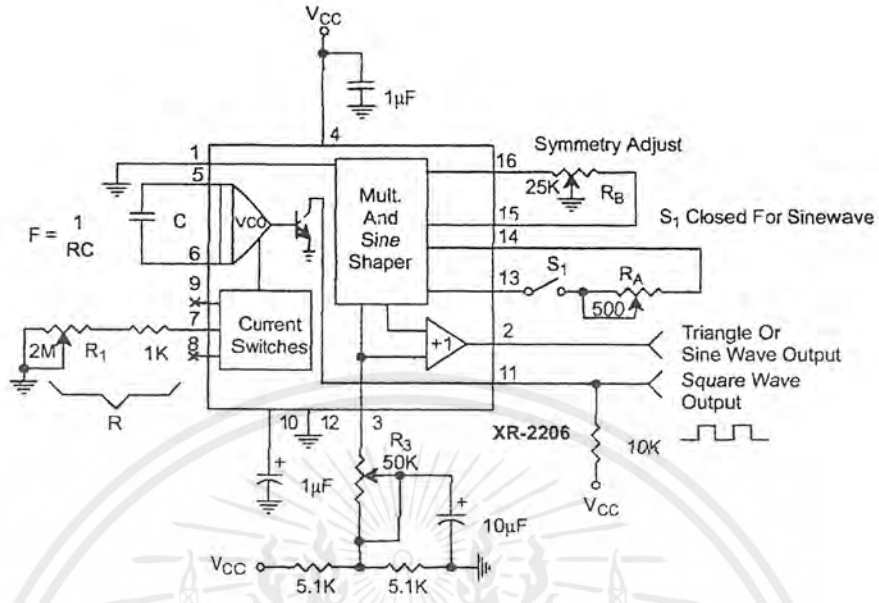 VCC
1μF
4
1
5
16
Symmetry Adjust
25K
RB
Mult.
And
Sine
Shaper
VCO
C
F = 1
RC
15
S1 Closed For Sinewave
14
6
13
S1
RA
500
9
7
8
Current
Switches
2M
R1
1K
+1
2
Triangle Or
Sine Wave Output
11
Square Wave
Output
R
10
12
3
XR-2206
10K
R3
50K
+
1μF
+
10μF
VCC
VCC
5.1K
5.1K